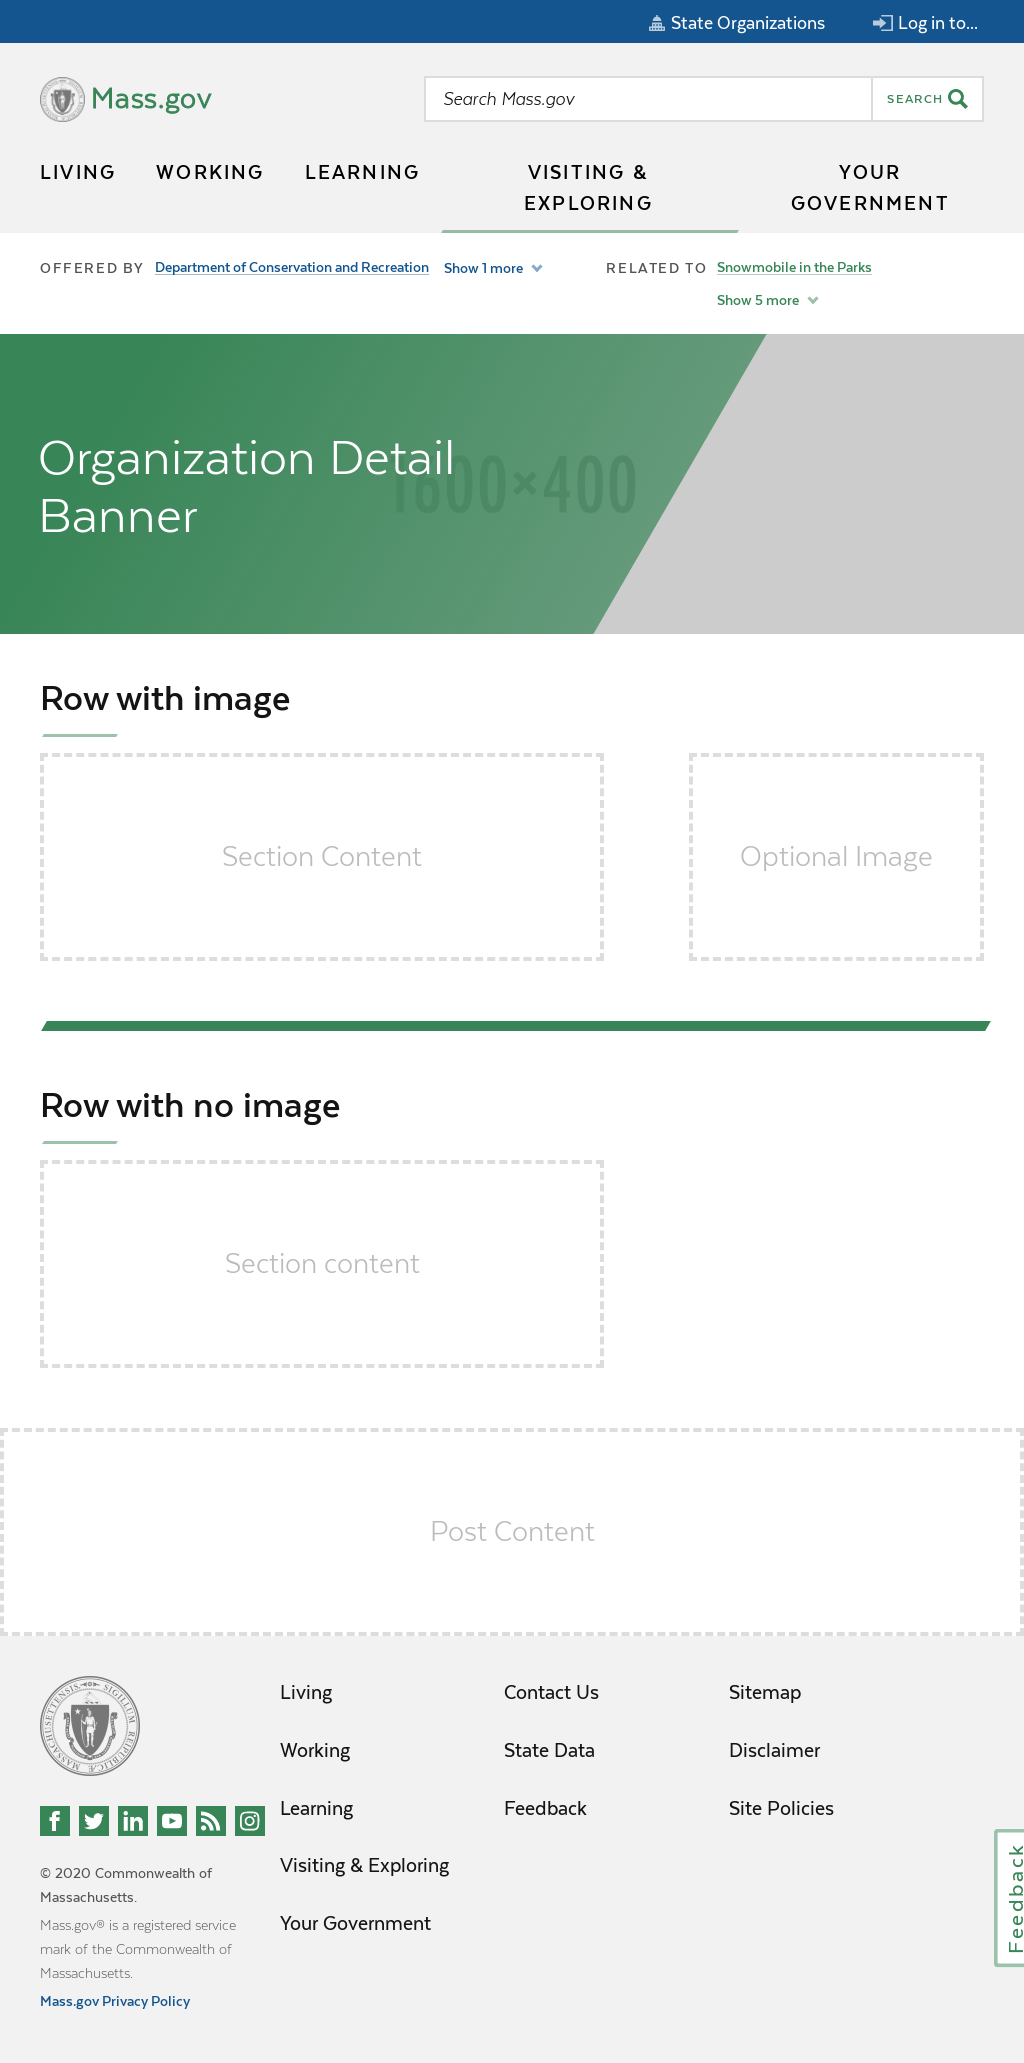 State Organizations
Log in to...
Mass.gov
Search Mass.gov
SEARCH
LIVING
WORKING
LEARNING
VISITING &
EXPLORING
YOUR
GOVERNMENT
OFFERED BY
Department of Conservation and Recreation
Show 1 more
RELATED TO
Snowmobile in the Parks
Show 5 more
Organization Detail
Banner
1600×400
Row with image
Section Content
Optional Image
Row with no image
Section content
Post Content
Living
Working
Learning
Visiting & Exploring
Your Government
Contact Us
State Data
Feedback
Sitemap
Disclaimer
Site Policies
© 2020 Commonwealth of
Massachusetts.
Mass.gov® is a registered service
mark of the Commonwealth of
Massachusetts.
Mass.gov Privacy Policy
Feedback